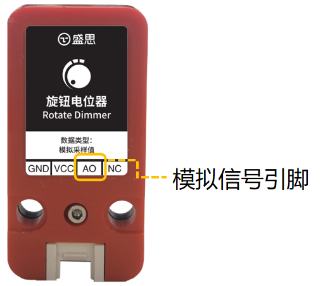 盛思
旋钮电位器
Rotate Dimmer
数据类型:
模拟采样值
GND VCC AO NC
模拟信号引脚